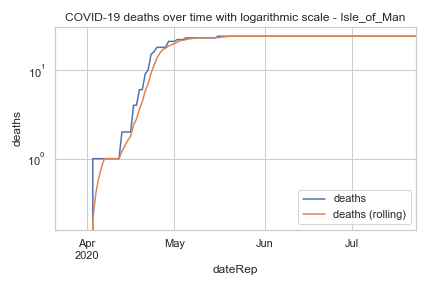 COVID-19 deaths over time with logarithmic scale - Isle_of_Man
deaths
10¹
10⁰
deaths
deaths (rolling)
Apr
2020
May
Jun
Jul
dateRep